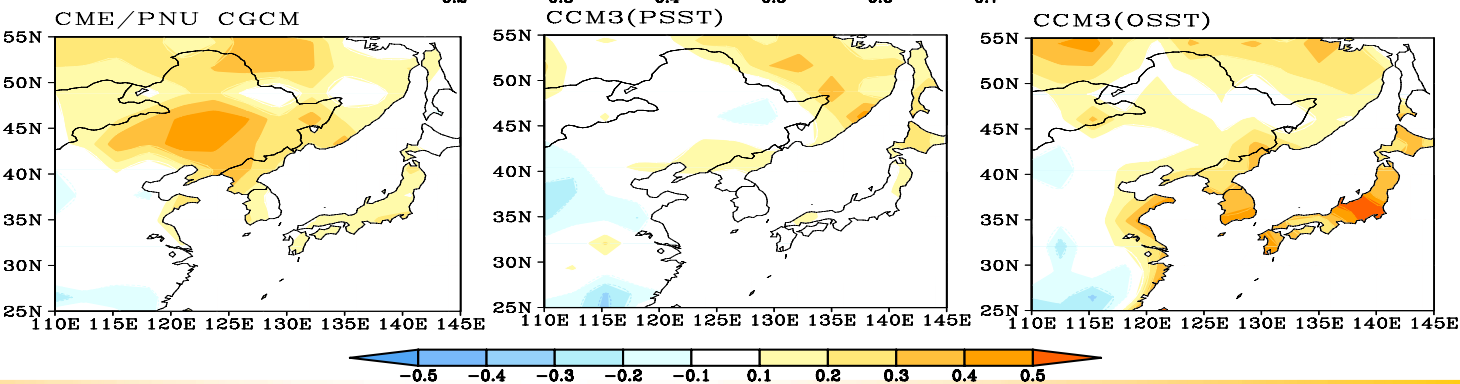 CME/PNU CGCM
CCM3(PSST)
CCM3(OSST)
55N
50N
45N
40N
35N
30N
25N
110E 115E 120E 125E 130E 135E 140E 145E
55N
50N
45N
40N
35N
30N
25N
110E 115E 120E 125E 130E 135E 140E 145E
55N
50N
45N
40N
35N
30N
25N
110E 115E 120E 125E 130E 135E 140E 145E
-0.5 -0.4 -0.3 -0.2 -0.1 0.1 0.2 0.3 0.4 0.5